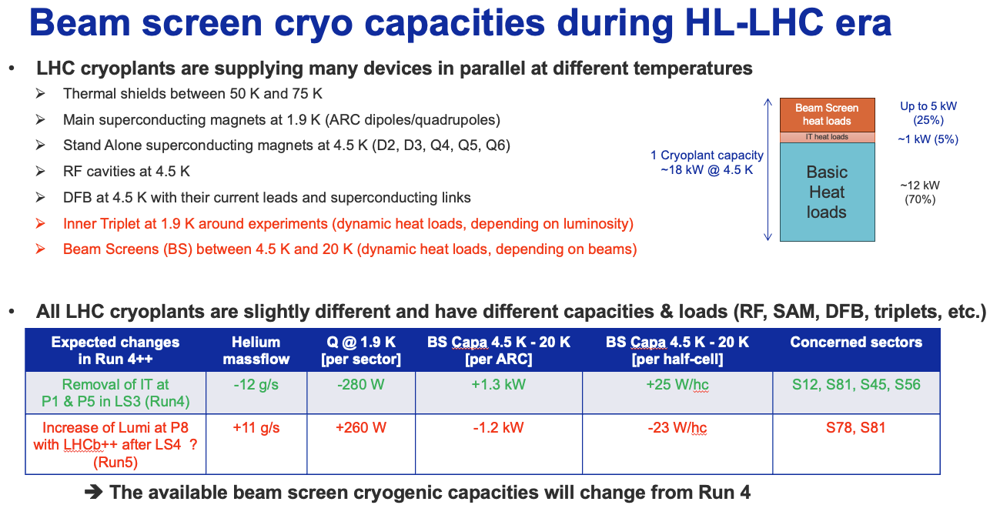 Beam screen cryo capacities during HL-LHC era
• LHC cryoplants are supplying many devices in parallel at different temperatures
➢ Thermal shields between 50 K and 75 K
➢ Main superconducting magnets at 1.9 K (ARC dipoles/quadrupoles)
➢ Stand Alone superconducting magnets at 4.5 K (D2, D3, Q4, Q5, Q6)
➢ RF cavities at 4.5 K
➢ DFB at 4.5 K with their current leads and superconducting links
➢ Inner Triplet at 1.9 K around experiments (dynamic heat loads, depending on luminosity)
➢ Beam Screens (BS) between 4.5 K and 20 K (dynamic heat loads, depending on beams)
1 Cryoplant capacity
~18 kW @ 4.5 K
Beam Screen
heat loads
IT heat loads
Basic
Heat
loads
Up to 5 kW
(25%)
~1 kW (5%)
~12 kW
(70%)
• All LHC cryoplants are slightly different and have different capacities & loads (RF, SAM, DFB, triplets, etc.)
Expected changes
in Run 4++
Helium
massflow
Q @ 1.9 K
[per sector]
BS Capa 4.5 K - 20 K
[per ARC]
BS Capa 4.5 K - 20 K
[per half-cell]
Concerned sectors
Removal of IT at
P1 & P5 in LS3 (Run4)
-12 g/s
-280 W
+1.3 kW
+25 W/hc
S12, S81, S45, S56
Increase of Lumi at P8
with LHCb++ after LS4 ?
(Run5)
+11 g/s
+260 W
-1.2 kW
-23 W/hc
S78, S81
➔ The available beam screen cryogenic capacities will change from Run 4